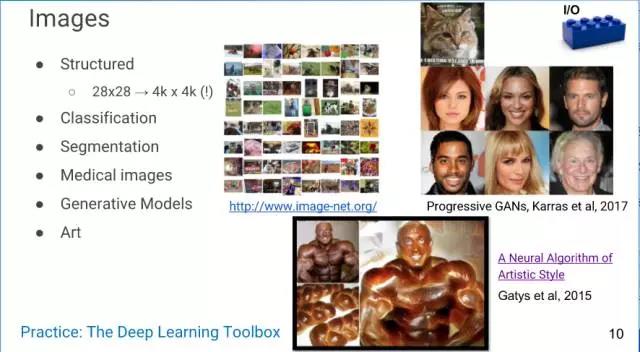 Images
● Structured
○ 28x28 → 4k x 4k (!)
● Classification
● Segmentation
● Medical images
● Generative Models
● Art
http://www.image-net.org/
I/O
Progressive GANs, Karras et al, 2017
A Neural Algorithm of
Artistic Style
Gatys et al, 2015
Practice: The Deep Learning Toolbox
10